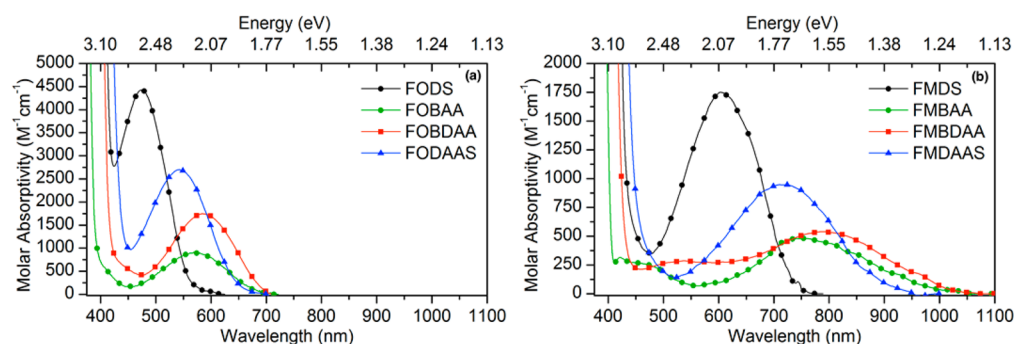 Energy (eV)
3.10 2.48 2.07 1.77 1.55 1.38 1.24 1.13
5000
4500
4000
3500
3000
2500
2000
1500
1000
500
0
Molar Absorptivity (M⁻¹cm⁻¹)
(a)
FODS
FOBAA
FOBDAA
FODAAS
400 500 600 700 800 900 1000 1100
Wavelength (nm)
Energy (eV)
3.10 2.48 2.07 1.77 1.55 1.38 1.24 1.13
2000
1750
1500
1250
1000
750
500
250
0
Molar Absorptivity (M⁻¹cm⁻¹)
(b)
FMDS
FMBAA
FMBDAA
FMDAAS
400 500 600 700 800 900 1000 1100
Wavelength (nm)